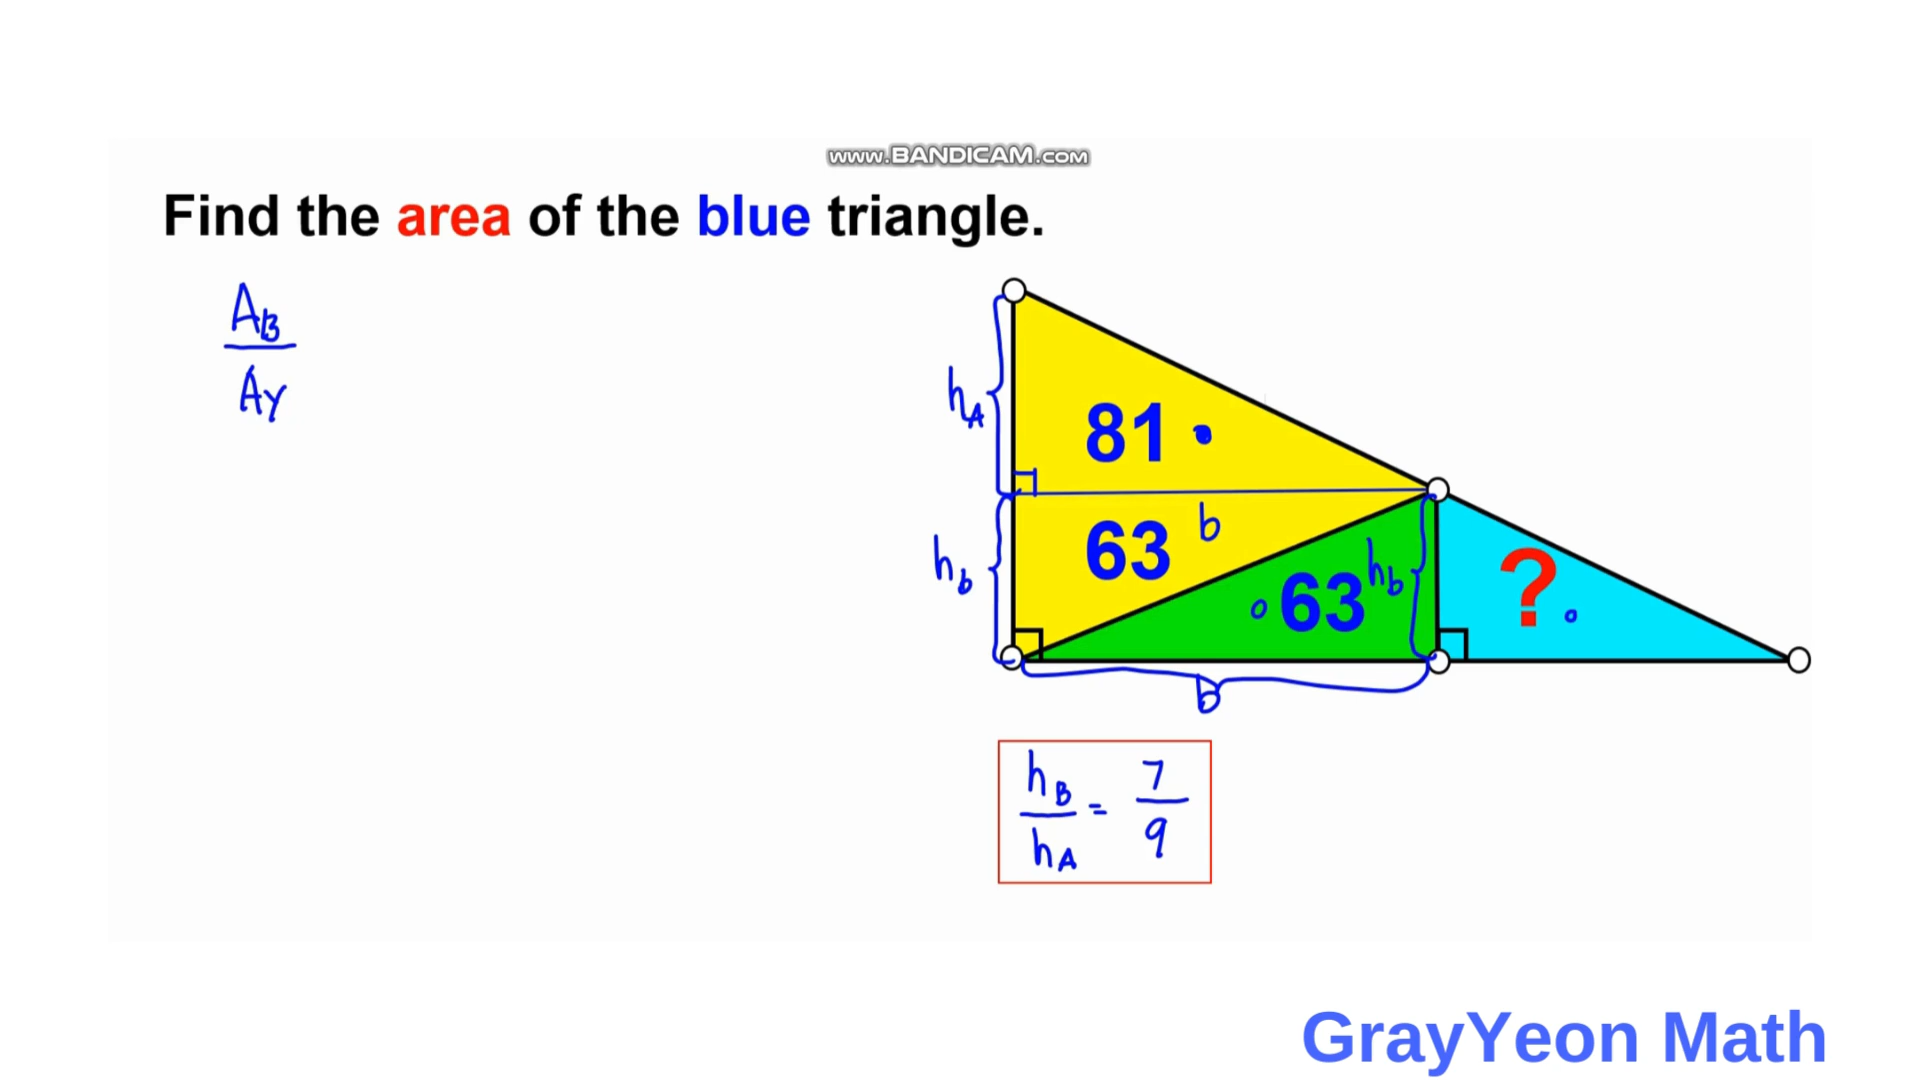 www.BANDICAM.com
Find the area of the blue triangle.
A_B
A_Y
h_A
81
h_b
63 b
63
h_b
?
b
h_B
h_A
=
7
9
GrayYeon Math